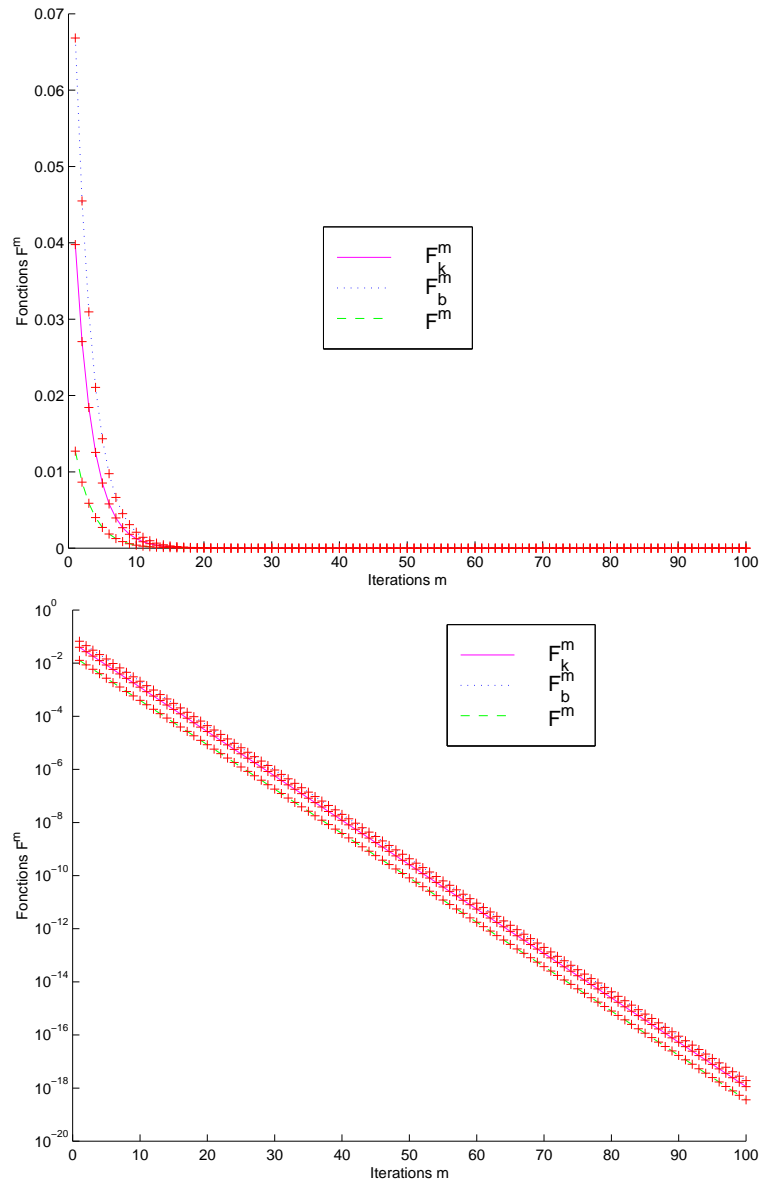 0.07
0.06
0.05
0.04
0.03
0.02
0.01
0
Fonctions F^m
F_k^m
F_b^m
F^m
0 10 20 30 40 50 60 70 80 90 100
Iterations m
10^0
10^−2
10^−4
10^−6
10^−8
10^−10
10^−12
10^−14
10^−16
10^−18
10^−20
Fonctions F^m
F_k^m
F_b^m
F^m
0 10 20 30 40 50 60 70 80 90 100
Iterations m